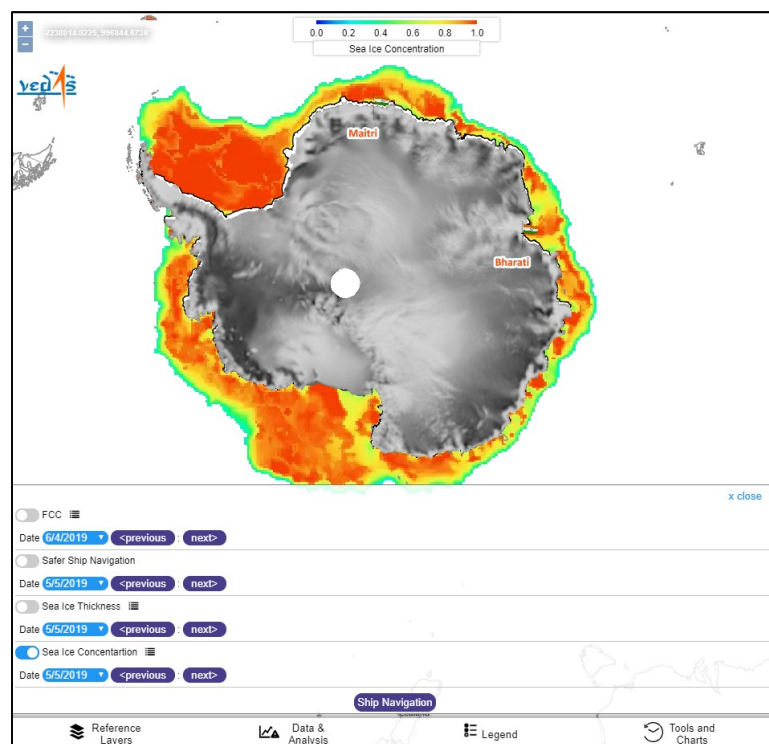 +
-2238014.0225, 996844.6738
−
0.0 0.2 0.4 0.6 0.8 1.0
Sea Ice Concentration
vedas
Maitri
Bharati
x close
FCC
Date 6/4/2019 <previous : next>
Safer Ship Navigation
Date 5/5/2019 <previous : next>
Sea Ice Thickness
Date 5/5/2019 <previous : next>
Sea Ice Concentartion
Date 5/5/2019 <previous : next>
Ship Navigation
Reference Layers
Data & Analysis
Legend
Tools and Charts